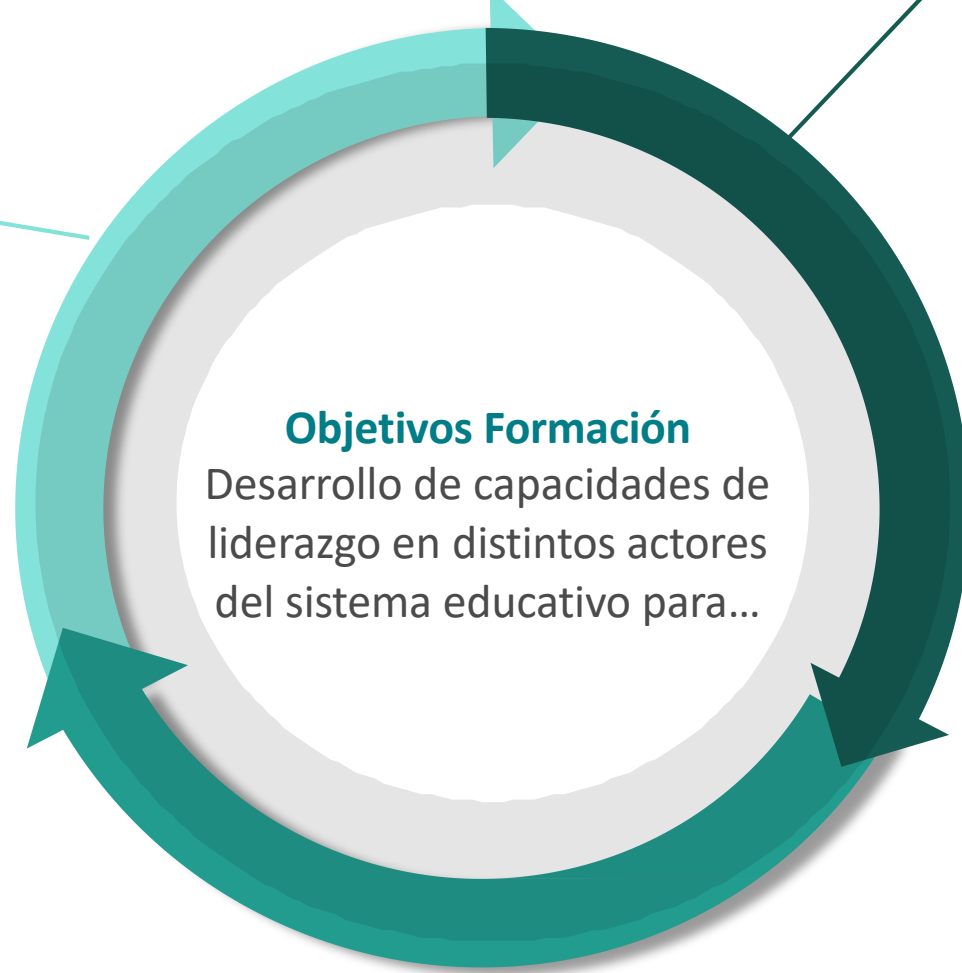 Objetivos Formación
Desarrollo de capacidades de
liderazgo en distintos actores
del sistema educativo para...